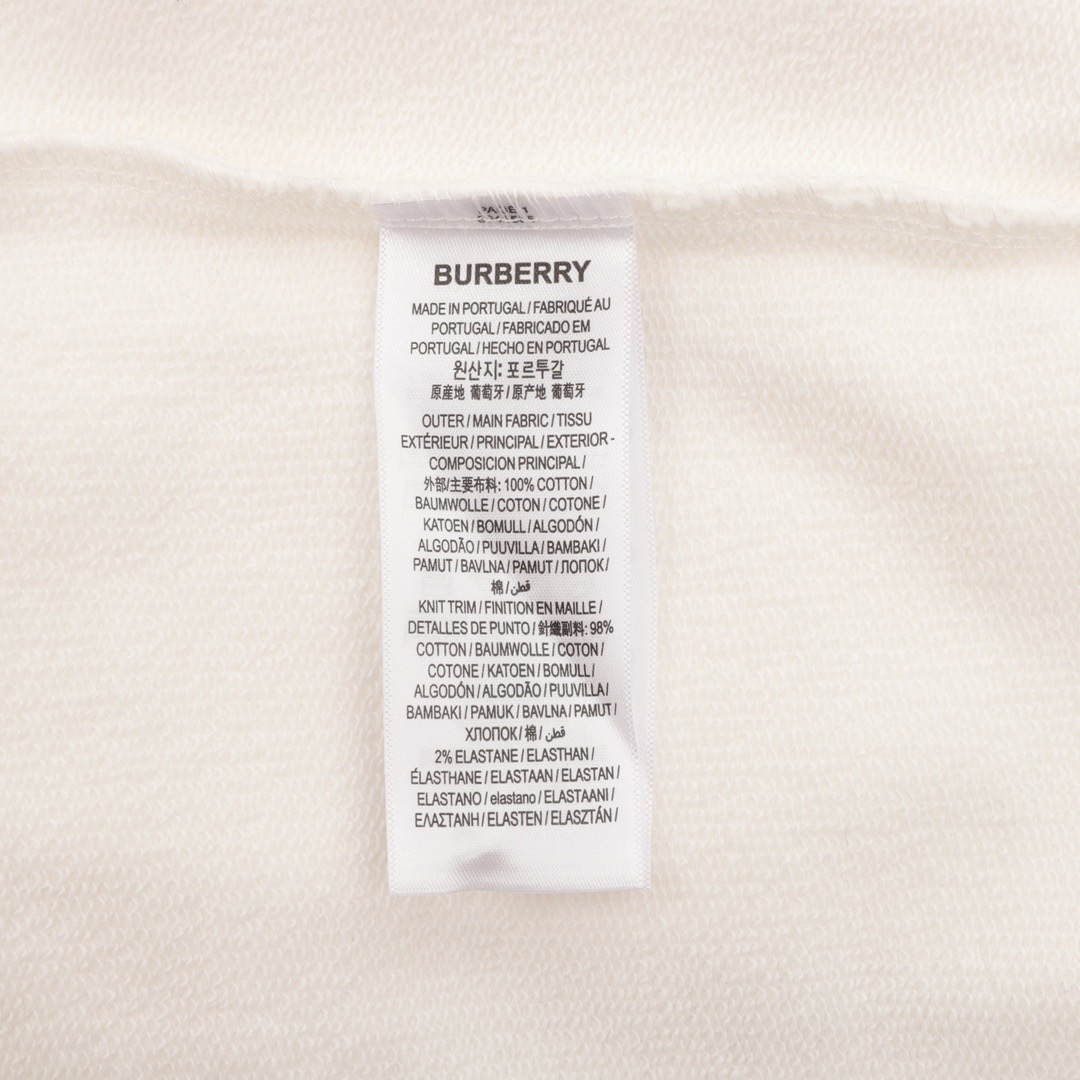 BURBERRY
MADE IN PORTUGAL / FABRIQUÉ AU
PORTUGAL / FABRICADO EM
PORTUGAL / HECHO EN PORTUGAL
원산지: 포르투갈
原産地 葡萄牙 / 原产地 葡萄牙
OUTER / MAIN FABRIC / TISSU
EXTÉRIEUR / PRINCIPAL / EXTERIOR -
COMPOSICION PRINCIPAL /
外部/主要布料: 100% COTTON /
BAUMWOLLE / COTON / COTONE /
KATOEN / BOMULL / ALGODÓN /
ALGODÃO / PUUVILLA / BAMBAKI /
PAMUT / BAVLNA / PAMUT / ЛОПОК /
棉 / قطن
KNIT TRIM / FINITION EN MAILLE /
DETALLES DE PUNTO / 針織副料: 98%
COTTON / BAUMWOLLE / COTON /
COTONE / KATOEN / BOMULL /
ALGODÓN / ALGODÃO / PUUVILLA /
BAMBAKI / PAMUK / BAVLNA / PAMUT /
ХЛОПОК / 棉 / قطن
2% ELASTANE / ELASTHAN /
ÉLASTHANE / ELASTAAN / ELASTAN /
ELASTANO / elastano / ELASTAANI /
ΕΛΑΣΤΑΝΗ / ELASTEN / ELASZTÁN /